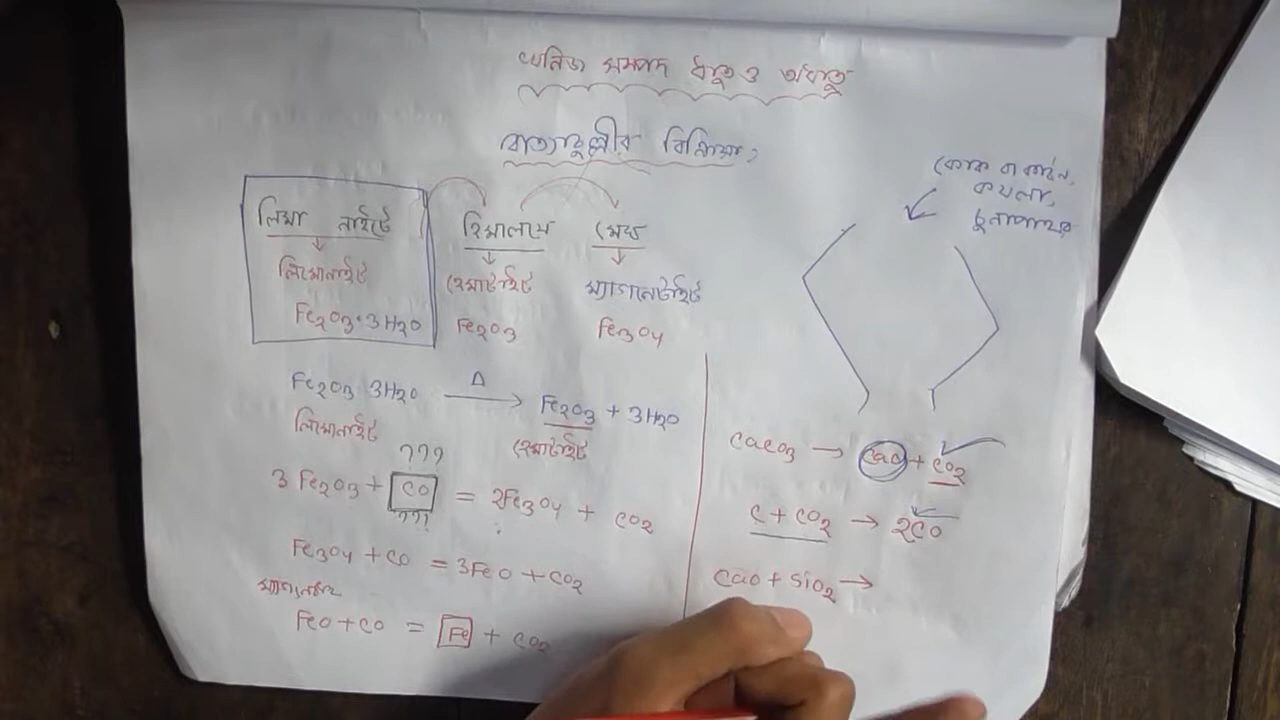 খনিজ সম্পদ ধাতু ও অধাতু
বাত্যাচুল্লীর বিক্রিয়া:
কোক বা কার্বন,
কয়লা,
চুনাপাথর
লিমা নাইটে হিমালয়ে মেঘ
লিমোনাইট হেমাটাইট ম্যাগনেটাইট
Fe2O3·3H2O Fe2O3 Fe3O4
Fe2O3 3H2O Δ→ Fe2O3 + 3H2O
লিমোনাইট হেমাটাইট
???
3 Fe2O3 + CO = 2Fe3O4 + CO2
???
Fe3O4 + CO = 3FeO + CO2
FeO + CO = Fe + CO2
CaCO3 → CaO + CO2
C + CO2 → 2CO
CaO + SiO2 →